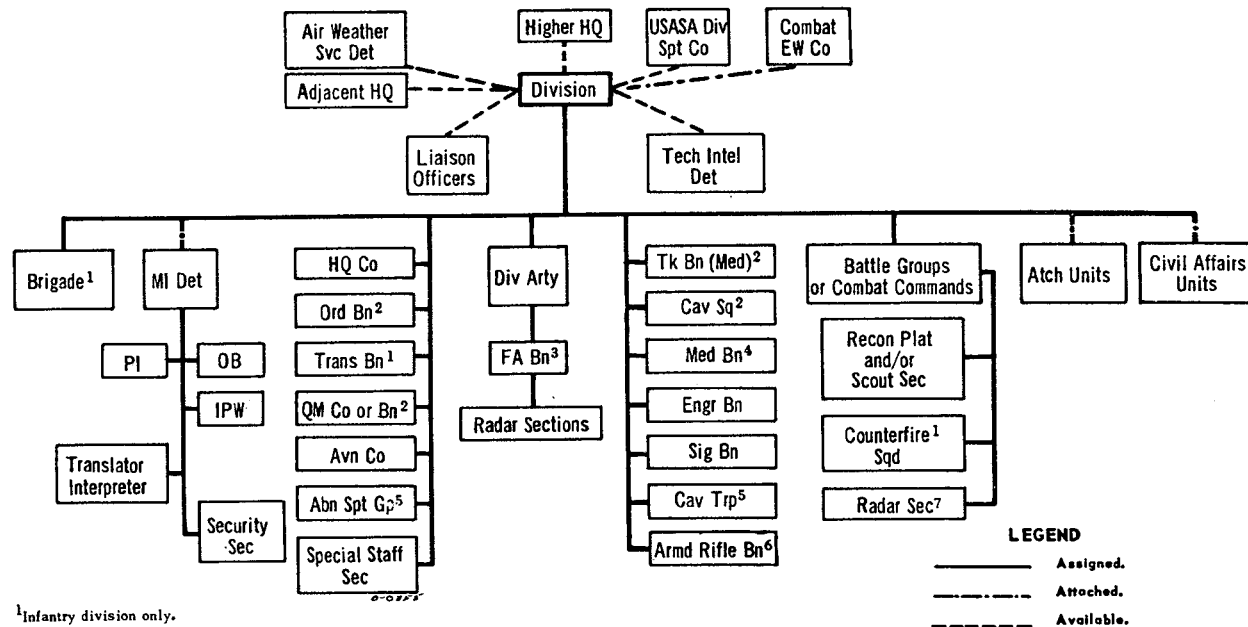 Air Weather
Svc Det
Higher HQ
USASA Div
Spt Co
Combat
EW Co
Adjacent HQ
Division
Liaison
Officers
Tech Intel
Det
Brigade¹
MI Det
PI
OB
IPW
Translator
Interpreter
Security
Sec
HQ Co
Ord Bn²
Trans Bn¹
QM Co or Bn²
Avn Co
Abn Spt Gp⁵
Special Staff
Sec
Div Arty
FA Bn³
Radar Sections
Tk Bn (Med)²
Cav Sq²
Med Bn⁴
Engr Bn
Sig Bn
Cav Trp⁵
Armd Rifle Bn⁶
Battle Groups
or Combat Commands
Recon Plat
and/or
Scout Sec
Counterfire¹
Sqd
Radar Sec⁷
Atch Units
Civil Affairs
Units
LEGEND
Assigned.
Attached.
Available.
¹Infantry division only.